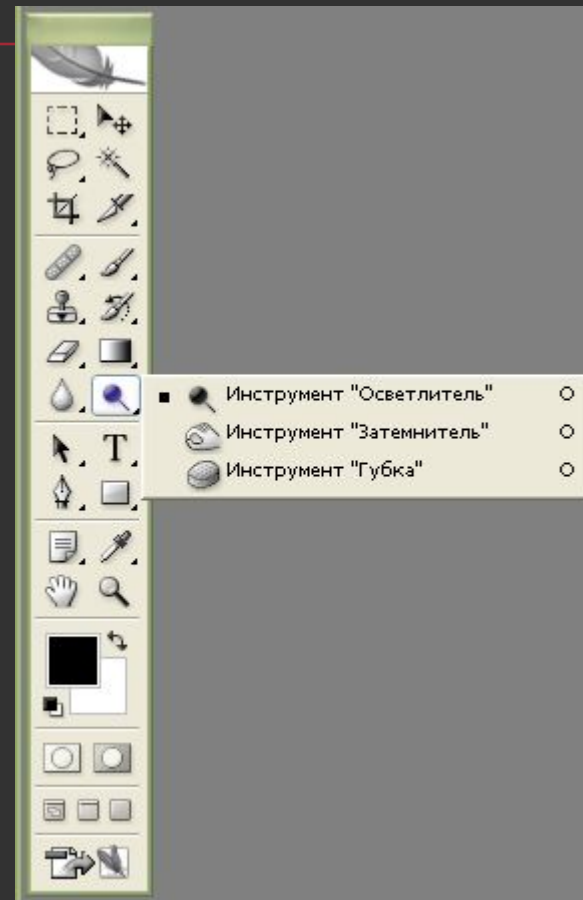 T
Инструмент "Осветлитель" O
Инструмент "Затемнитель" O
Инструмент "Губка" O